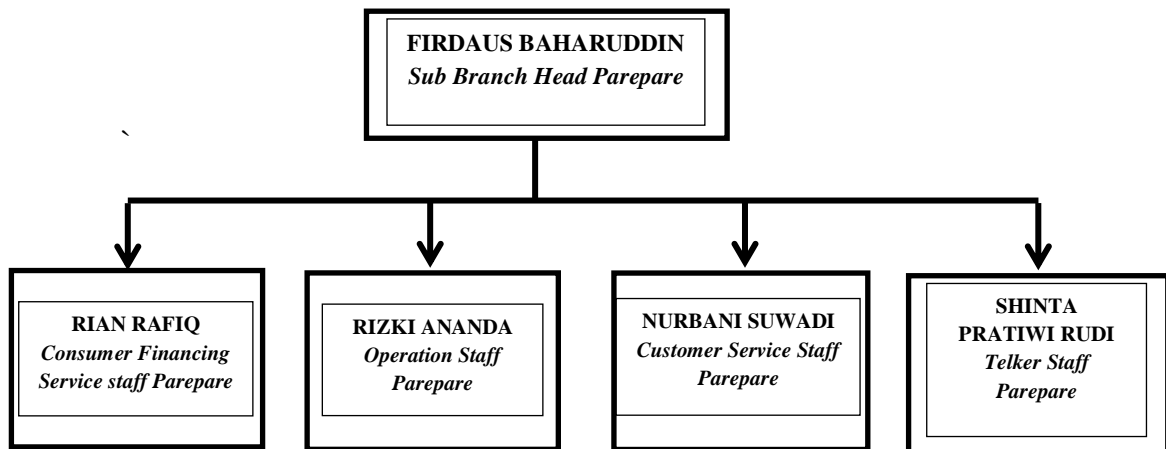 FIRDAUS BAHARUDDIN
Sub Branch Head Parepare
`
RIAN RAFIQ
Consumer Financing
Service staff Parepare
RIZKI ANANDA
Operation Staff
Parepare
NURBANI SUWADI
Customer Service Staff
Parepare
SHINTA
PRATIWI RUDI
Telker Staff
Parepare